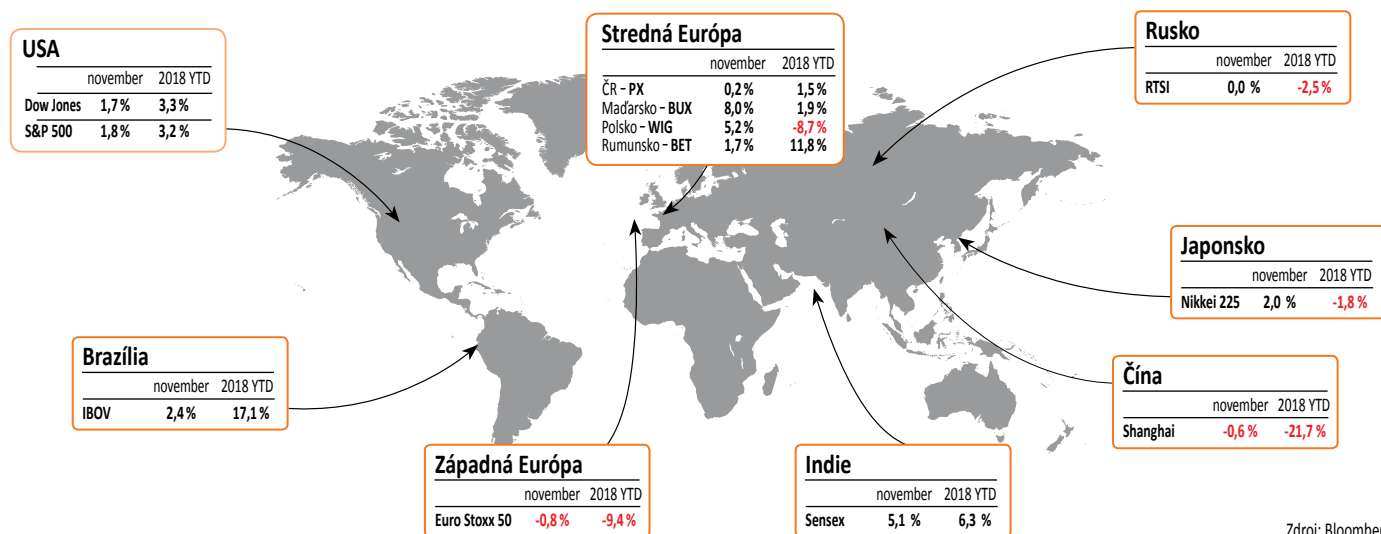 USA
november 2018 YTD
Dow Jones 1,7 % 3,3 %
S&P 500 1,8 % 3,2 %
Stredná Európa
november 2018 YTD
ČR – PX 0,2 % 1,5 %
Maďarsko – BUX 8,0 % 1,9 %
Polsko – WIG 5,2 % -8,7 %
Rumunsko – BET 1,7 % 11,8 %
Rusko
november 2018 YTD
RTSI 0,0 % -2,5 %
Japonsko
november 2018 YTD
Nikkei 225 2,0 % -1,8 %
Brazília
november 2018 YTD
IBOV 2,4 % 17,1 %
Čína
november 2018 YTD
Shanghai -0,6 % -21,7 %
Západná Európa
november 2018 YTD
Euro Stoxx 50 -0,8 % -9,4 %
Indie
november 2018 YTD
Sensex 5,1 % 6,3 %
Zdroj: Bloomber